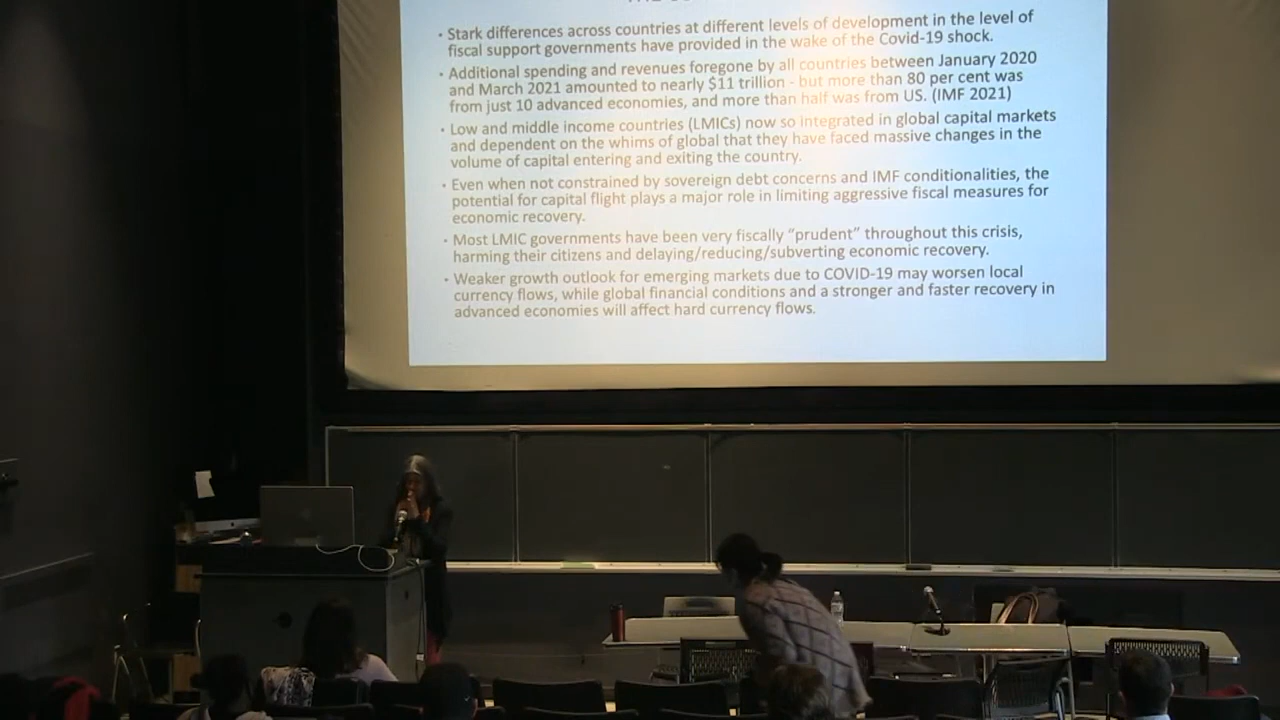 • Stark differences across countries at different levels of development in the level of
fiscal support governments have provided in the wake of the Covid-19 shock.
• Additional spending and revenues foregone by all countries between January 2020
and March 2021 amounted to nearly $11 trillion - but more than 80 per cent was
from just 10 advanced economies, and more than half was from US. (IMF 2021)
• Low and middle income countries (LMICs) now so integrated in global capital markets
and dependent on the whims of global that they have faced massive changes in the
volume of capital entering and exiting the country.
• Even when not constrained by sovereign debt concerns and IMF conditionalities, the
potential for capital flight plays a major role in limiting aggressive fiscal measures for
economic recovery.
• Most LMIC governments have been very fiscally “prudent” throughout this crisis,
harming their citizens and delaying/reducing/subverting economic recovery.
• Weaker growth outlook for emerging markets due to COVID-19 may worsen local
currency flows, while global financial conditions and a stronger and faster recovery in
advanced economies will affect hard currency flows.